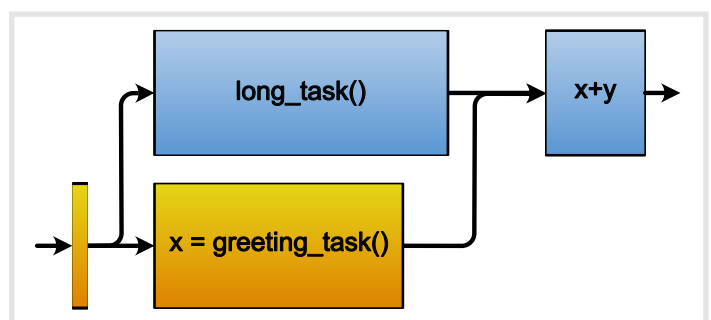 long_task()
x+y
x = greeting_task()